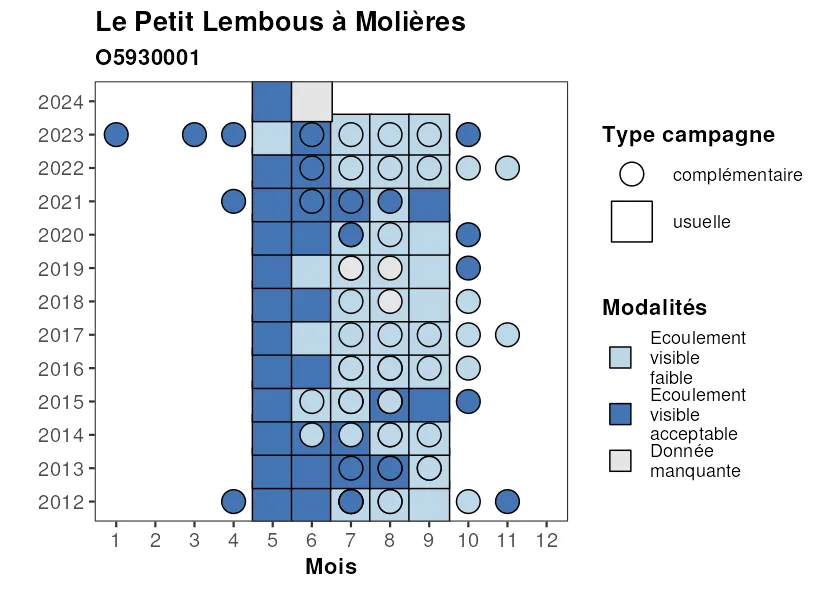 Le Petit Lembous à Molières
O5930001
2024
2023
2022
2021
2020
2019
2018
2017
2016
2015
2014
2013
2012
1 2 3 4 5 6 7 8 9 10 11 12
Mois
Type campagne
complémentaire
usuelle
Modalités
Ecoulement
visible
faible
Ecoulement
visible
acceptable
Donnée
manquante